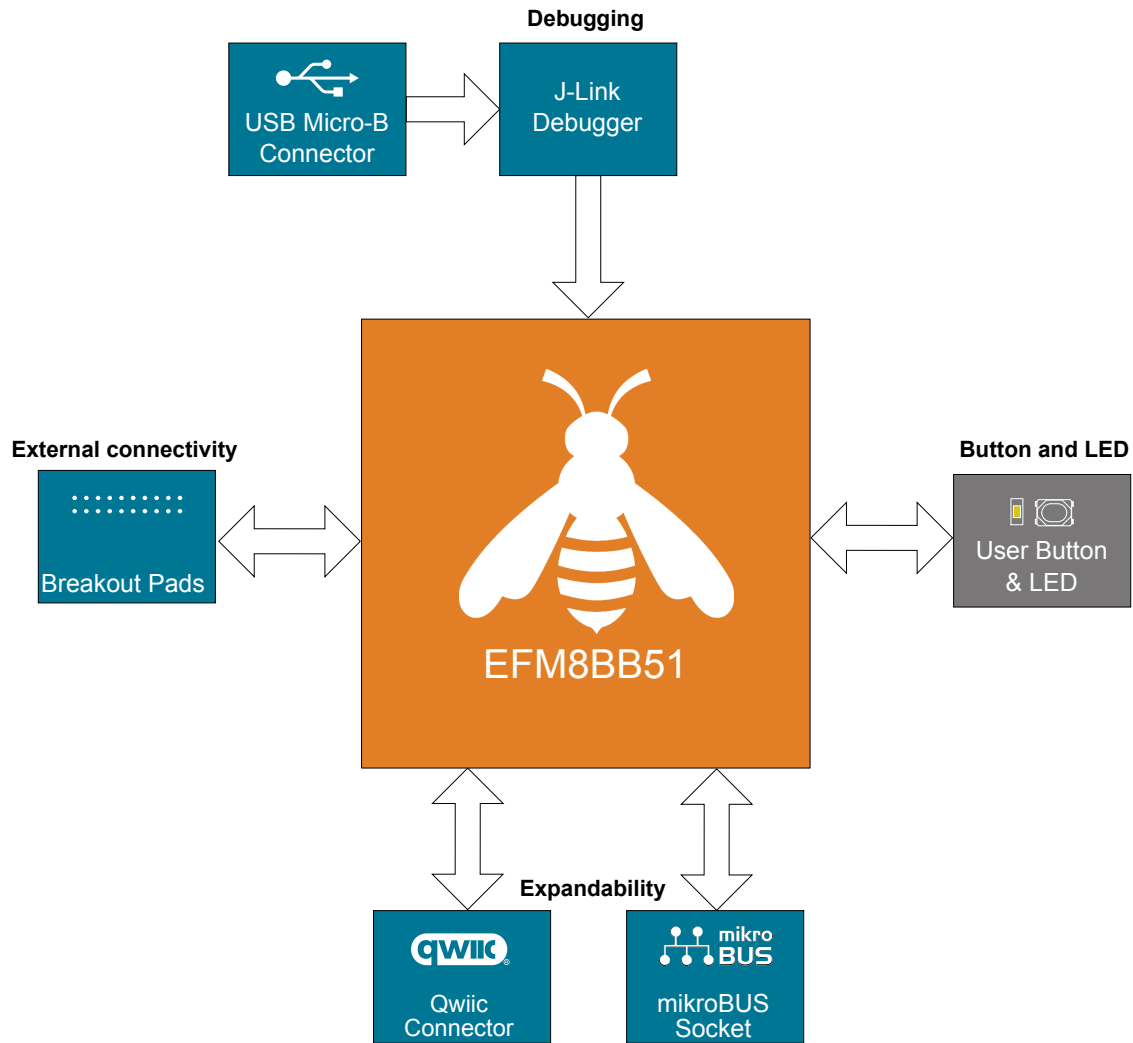 Debugging
USB Micro-B
Connector
J-Link
Debugger
External connectivity
Breakout Pads
EFM8BB51
Button and LED
User Button
& LED
Expandability
qwiic
Qwiic
Connector
mikro
BUS
mikroBUS
Socket